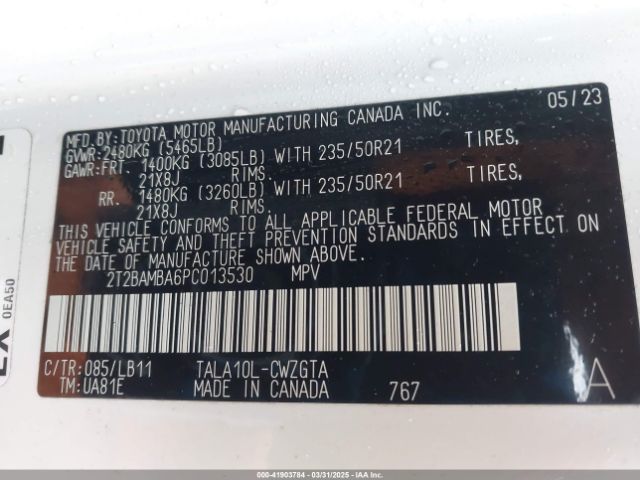 MFD.BY:TOYOTA MOTOR MANUFACTURING CANADA INC. 05/23
GVWR:2480KG (5465LB)
GAWR:FRT. 1400KG (3085LB) WITH 235/50R21 TIRES,
21X8J RIMS.
RR. 1480KG (3260LB) WITH 235/50R21 TIRES,
21X8J RIMS.
THIS VEHICLE CONFORMS TO ALL APPLICABLE FEDERAL MOTOR
VEHICLE SAFETY AND THEFT PREVENTION STANDARDS IN EFFECT ON
THE DATE OF MANUFACTURE SHOWN ABOVE.
2T2BAMBA6PC013530 MPV
C/TR:085/LB11 TALA10L-CWZGTA
TM:UA81E MADE IN CANADA 767 A
0EA50
000-41903784 - 03/31/2025 - IAAI, Inc. Copyright